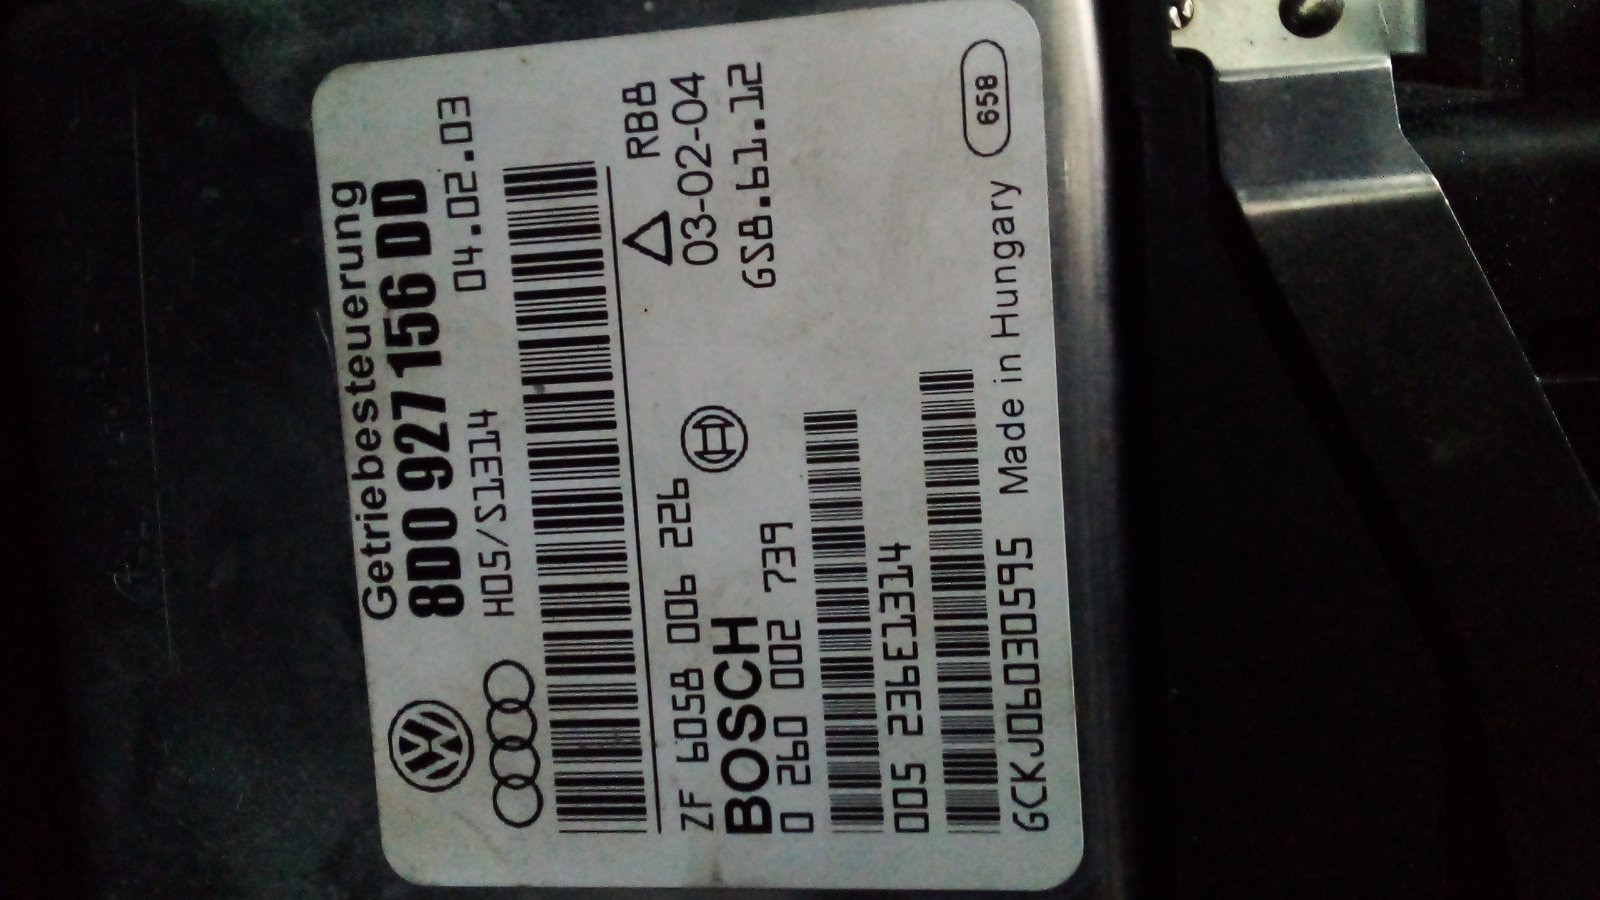 Getriebesteuerung
8D0 927 156 DD
H05/S1314 04.02.03
ZF 6058 006 226 RB8
BOSCH 03-02-04
0 260 002 739 GS8.61.12
005 236E1314
GCKJ060305595 Made in Hungary 658